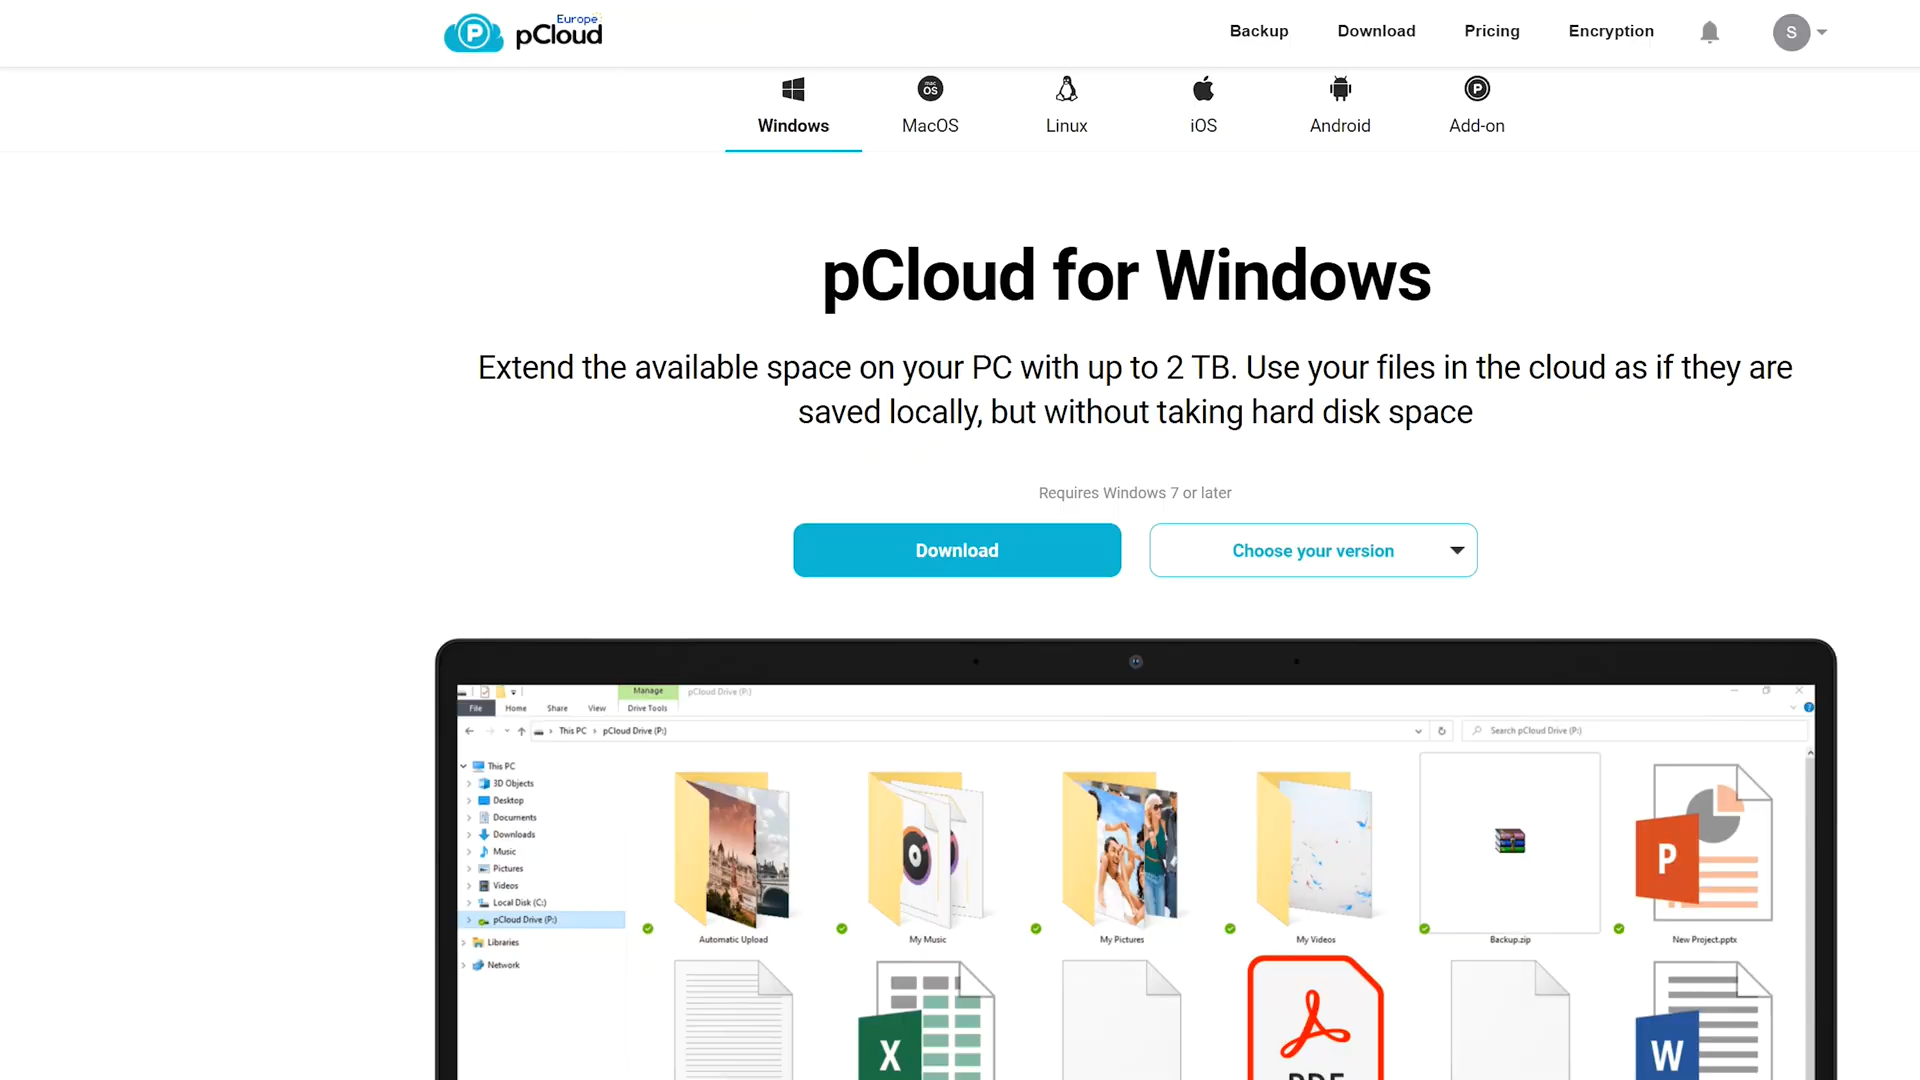 Europe
pCloud
Backup Download Pricing Encryption S
Windows MacOS Linux iOS Android Add-on
pCloud for Windows
Extend the available space on your PC with up to 2 TB. Use your files in the cloud as if they are
saved locally, but without taking hard disk space
Requires Windows 7 or later
Download Choose your version
Manage pCloud Drive (P:)
File Home Share View Drive Tools
This PC > pCloud Drive (P:) Search pCloud Drive (P:)
This PC
3D Objects
Desktop
Documents
Downloads
Music
Pictures
Videos
Local Disk (C:)
pCloud Drive (P:)
Libraries
Network
Automatic Upload My Music My Pictures My Videos Backup.zip New Project.pptx
P
X
PDF
W